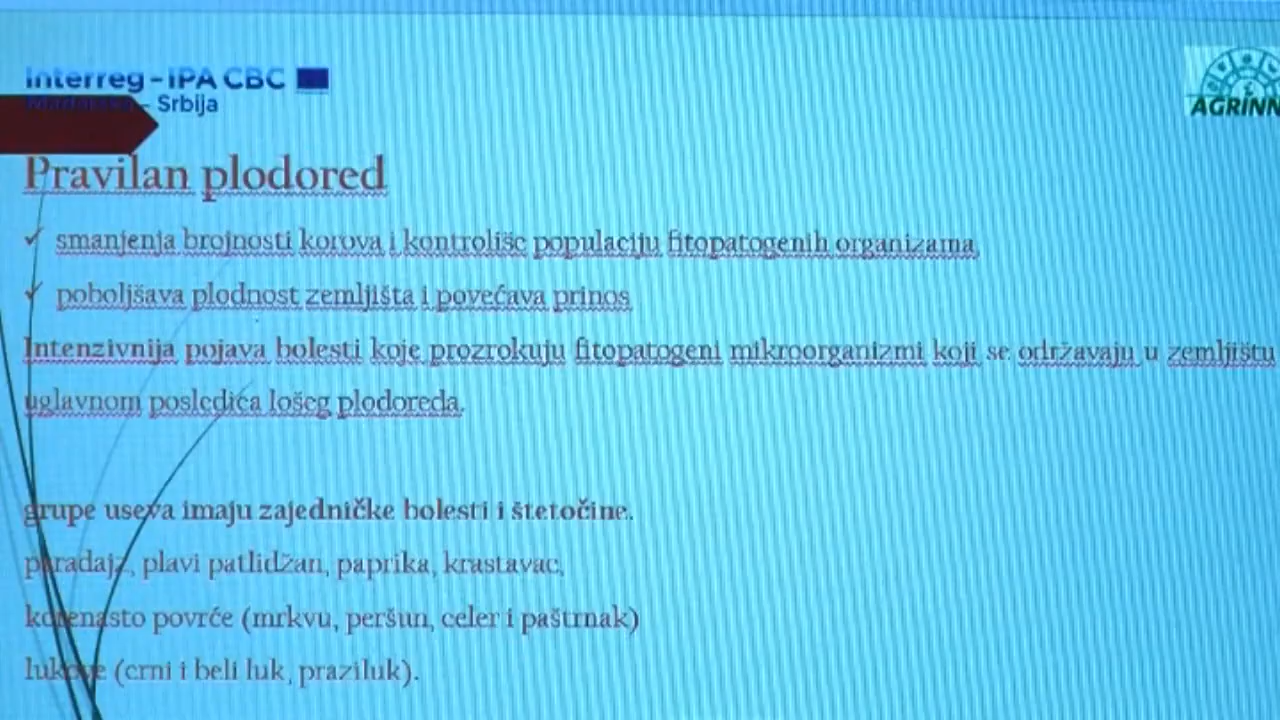 Interreg - IPA CBC
Mađarska - Srbija
AGRINN
Pravilan plodored
✓ smanjenja brojnosti korova i kontroliše populaciju fitopatogenih organizama,
✓ poboljšava plodnost zemljišta i povećava prinos
Intenzivnija pojava bolesti koje prozrokuju fitopatogeni mikroorganizmi koji se održavaju u zemljištu
uglavnom posledica lošeg plodoreda.
grupe useva imaju zajedničke bolesti i štetočine.
paradajz, plavi patlidžan, paprika, krastavac,
korenasto povrće (mrkvu, peršun, celer i paštrnak)
lukove (crni i beli luk, praziluk).